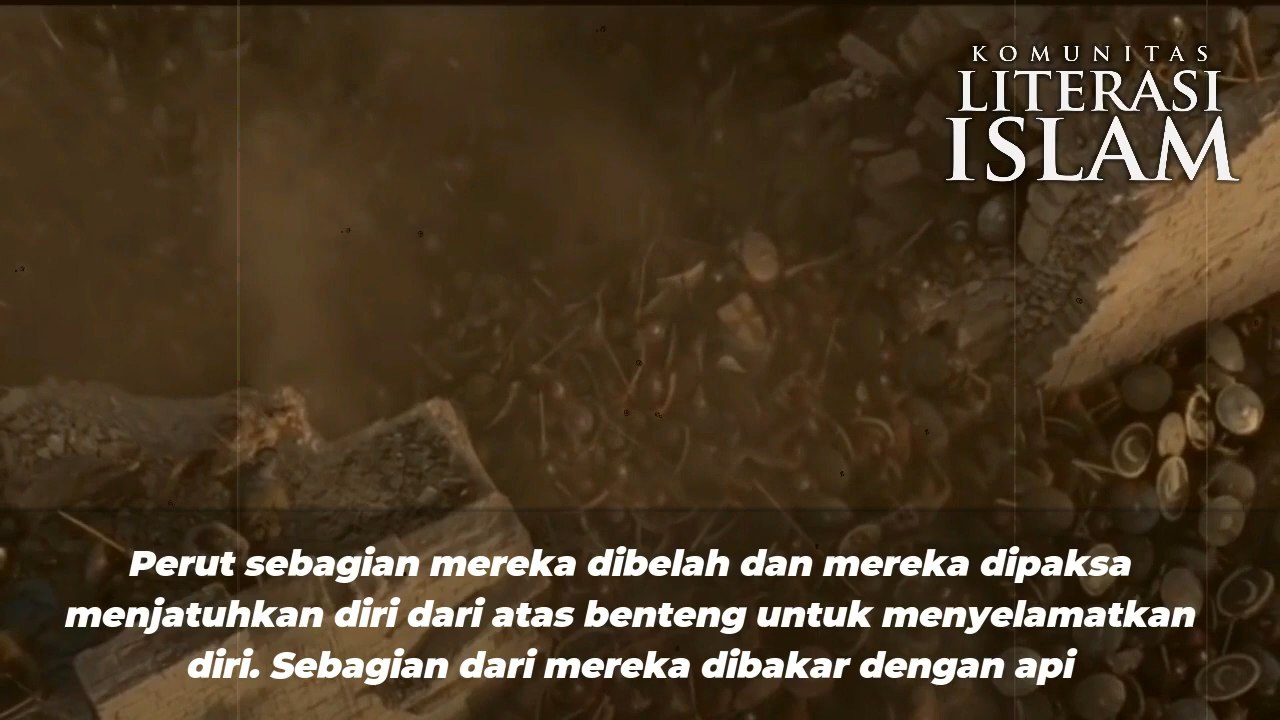 KOMUNITAS
LITERASI
ISLAM
Perut sebagian mereka dibelah dan mereka dipaksa
menjatuhkan diri dari atas benteng untuk menyelamatkan
diri. Sebagian dari mereka dibakar dengan api